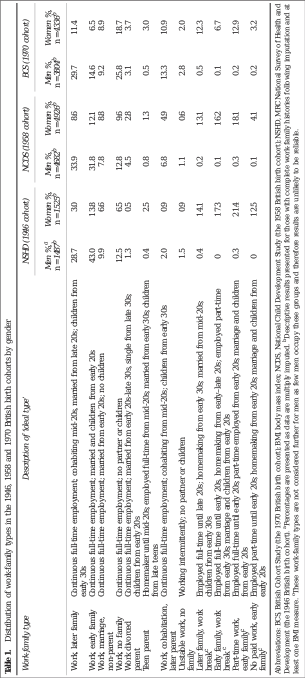 Table 1. Distribution of work-family types in the 1946, 1958 and 1970 British birth cohorts by gender
Work-family type Description of 'ideal type' NSHD (1946 cohort) NCDS (1958 cohort) BCS (1970 cohort)
Men %,ᵃ Women %, Men %, Women %, Men %, Women %,
n=1497ᵇ n=1523ᵇ n=4882ᵇ n=4928ᵇ n=3994ᵇ n=4336ᵇ
Work, later family Continuous full-time employment; cohabiting mid-20s; married from late 20s; children from 28.7 3.0 33.9 8.6 29.7 11.4
early 30s
Work, early family Continuous full-time employment; married and children from early 20s 43.0 13.8 31.8 12.1 14.6 6.5
Work, marriage, Continuous full-time employment; married from early 20s; no children 9.9 6.6 7.8 8.8 9.2 8.9
non-parent
Work, no family Continuous full-time employment; no partner or children 12.5 6.5 12.8 9.6 25.8 18.7
Work divorced Continuous full-time employment; married from early 20s-late 30s; single from late 30s; 1.3 0.5 4.5 2.8 3.1 3.7
parent children from early 20s
Teen parent Homemaker until mid-20s; employed full-time from mid-20s; married from early 30s; children 0.4 2.5 0.8 1.3 0.5 3.0
from late teens
Work, cohabitation, Continuous full-time employment; cohabiting from mid-20s; children from early 30s 2.0 0.9 6.8 4.9 13.3 10.9
later parent
Unstable work, no Working intermittently; no partner or children 1.5 0.9 1.1 0.6 2.8 2.0
family
Later family, work Employed full-time until late 20s; homemaking from early 30s; married from mid-20s; 0.4 14.1 0.2 13.1 0.5 12.3
breakᶜ children from early 30s
Early family, work Employed full-time until early 20s, homemaking from early-late 20s; employed part-time 0 17.3 0.1 16.2 0.1 6.7
breakᶜ from early 30s; marriage and children from early 20s
Part-time work, Employed full-time until early 20s; part-time employed from early 20s; marriage and children 0.3 21.4 0.3 18.1 0.2 12.9
early familyᶜ from early 20s
No paid work, early Employed part-time until early 20s; homemaking from early 20s; marriage and children from 0 12.5 0.1 4.1 0.2 3.2
familyᶜ early 20s
Abbreviations: BCS, British Cohort Study (the 1970 British birth cohort); BMI, body mass index; NCDS, National Child Development Study (the 1958 British birth cohort); NSHD, MRC National Survey of Health and
Development (the 1946 British birth cohort). ᵃPercentages are presented as data are multiply imputed. ᵇDescriptive results presented for those with complete work-family histories following imputation and at
least one BMI measure. ᶜThese work-family types are not considered further for men as few men occupy these groups and therefore results are unlikely to be reliable.